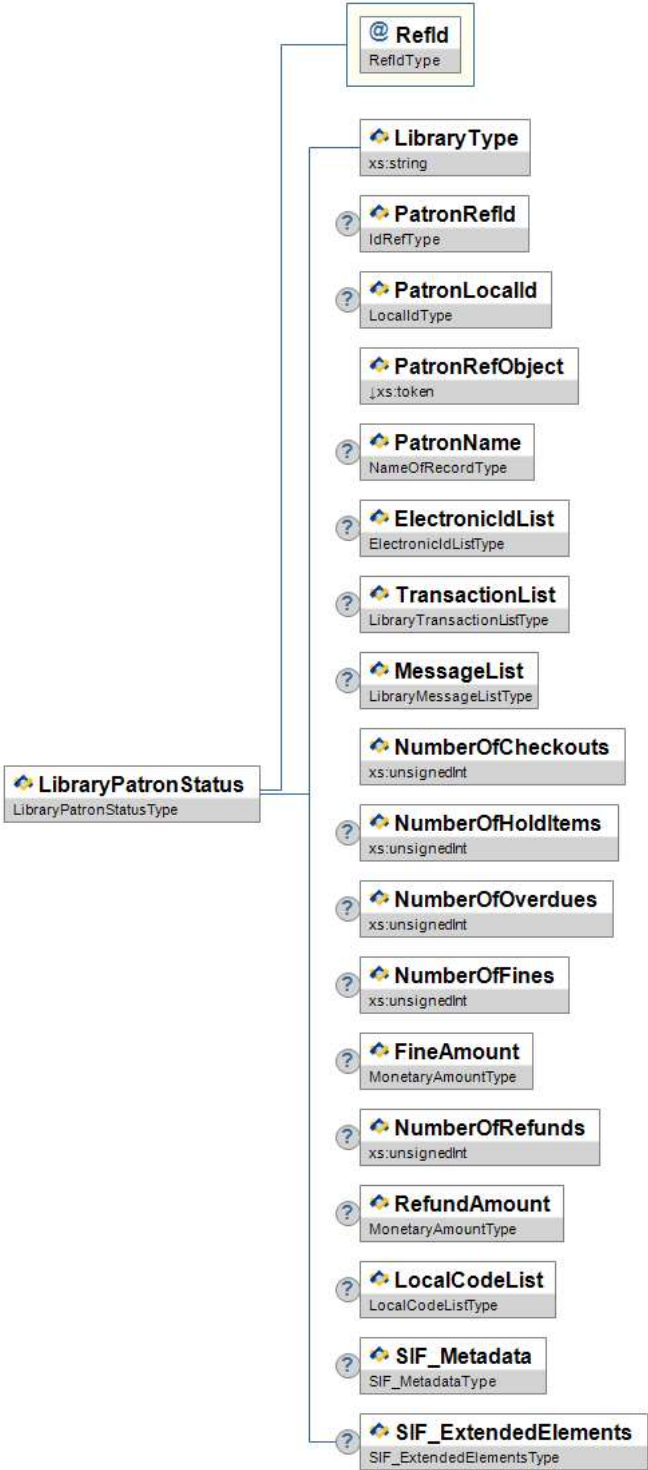 @ RefId
RefIdType
LibraryType
xs:string
? PatronRefId
IdRefType
? PatronLocalId
LocalIdType
PatronRefObject
↓xs:token
? PatronName
NameOfRecordType
? ElectronicIdList
ElectronicIdListType
? TransactionList
LibraryTransactionListType
? MessageList
LibraryMessageListType
NumberOfCheckouts
xs:unsignedInt
LibraryPatronStatus
LibraryPatronStatusType
? NumberOfHoldItems
xs:unsignedInt
? NumberOfOverdues
xs:unsignedInt
? NumberOfFines
xs:unsignedInt
? FineAmount
MonetaryAmountType
? NumberOfRefunds
xs:unsignedInt
? RefundAmount
MonetaryAmountType
? LocalCodeList
LocalCodeListType
? SIF_Metadata
SIF_MetadataType
? SIF_ExtendedElements
SIF_ExtendedElementsType